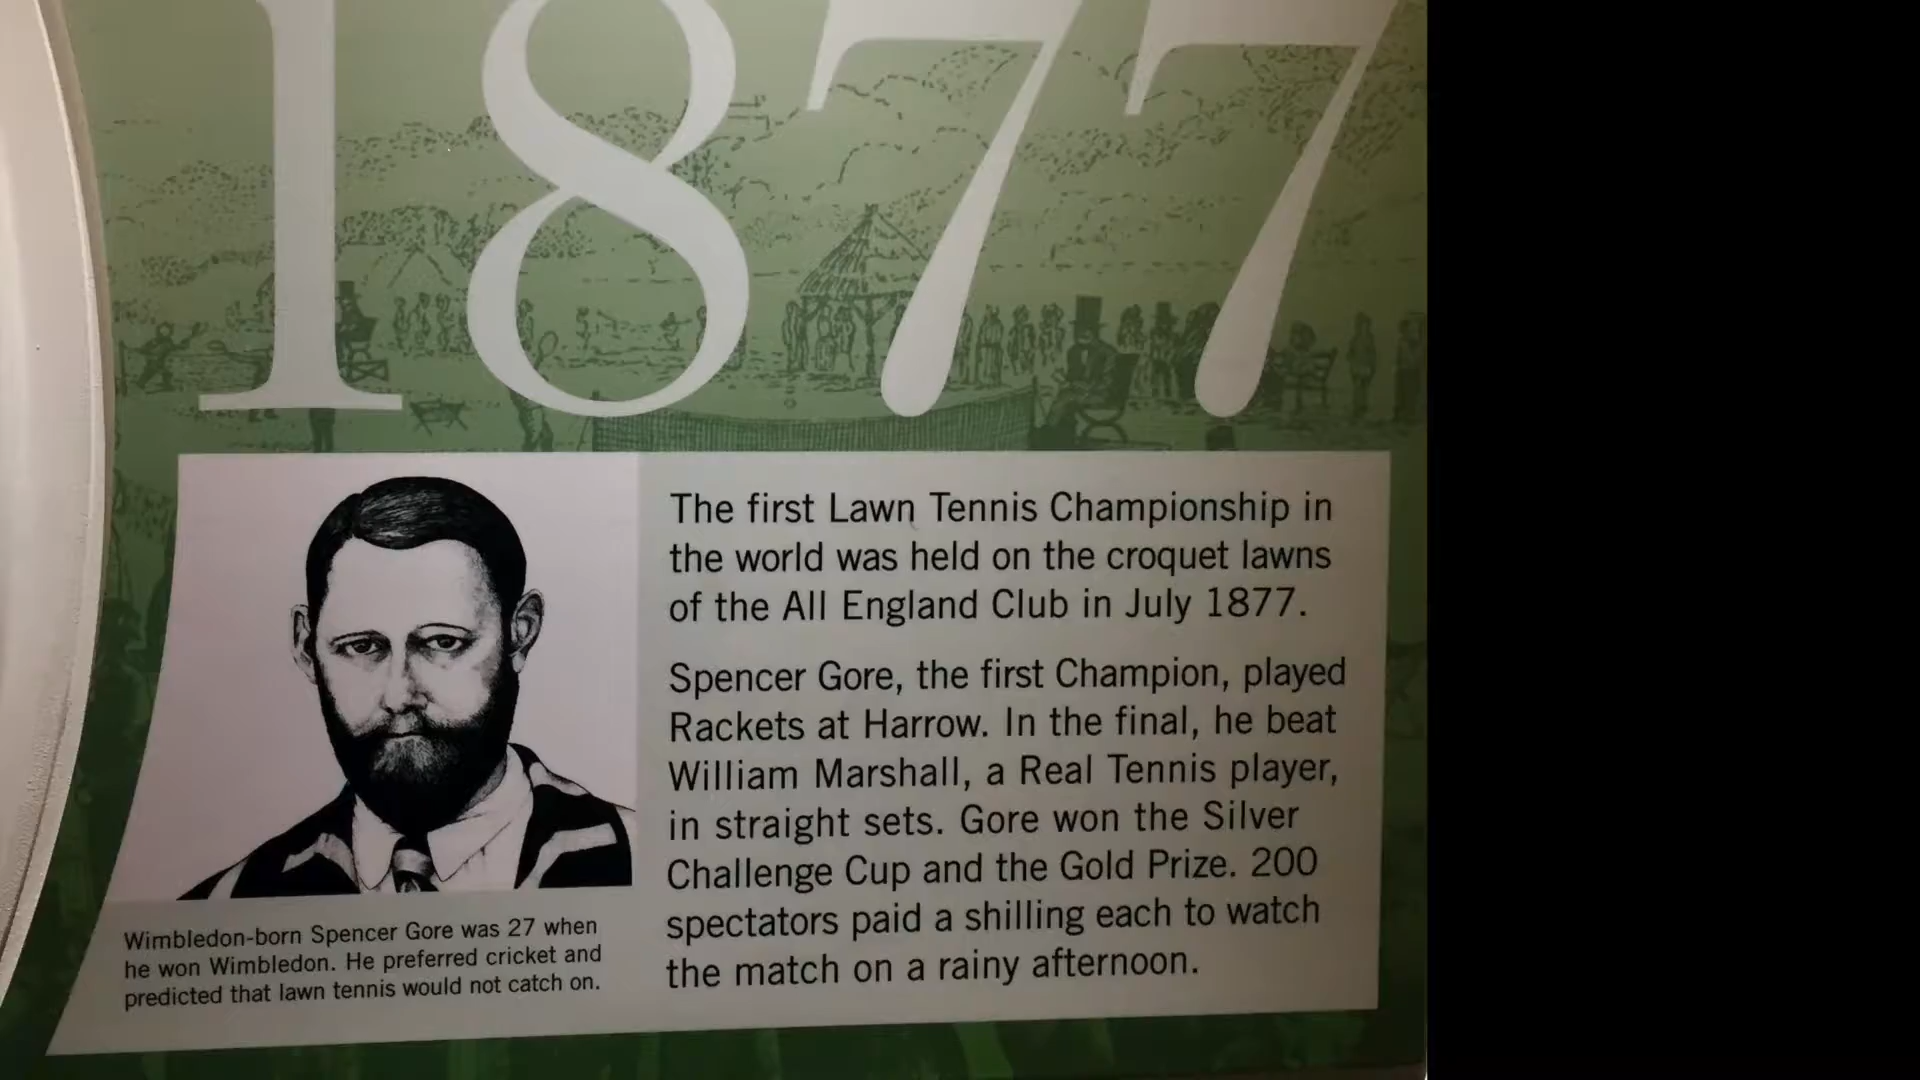 1877
The first Lawn Tennis Championship in
the world was held on the croquet lawns
of the All England Club in July 1877.
Spencer Gore, the first Champion, played
Rackets at Harrow. In the final, he beat
William Marshall, a Real Tennis player,
in straight sets. Gore won the Silver
Challenge Cup and the Gold Prize. 200
spectators paid a shilling each to watch
the match on a rainy afternoon.
Wimbledon-born Spencer Gore was 27 when
he won Wimbledon. He preferred cricket and
predicted that lawn tennis would not catch on.